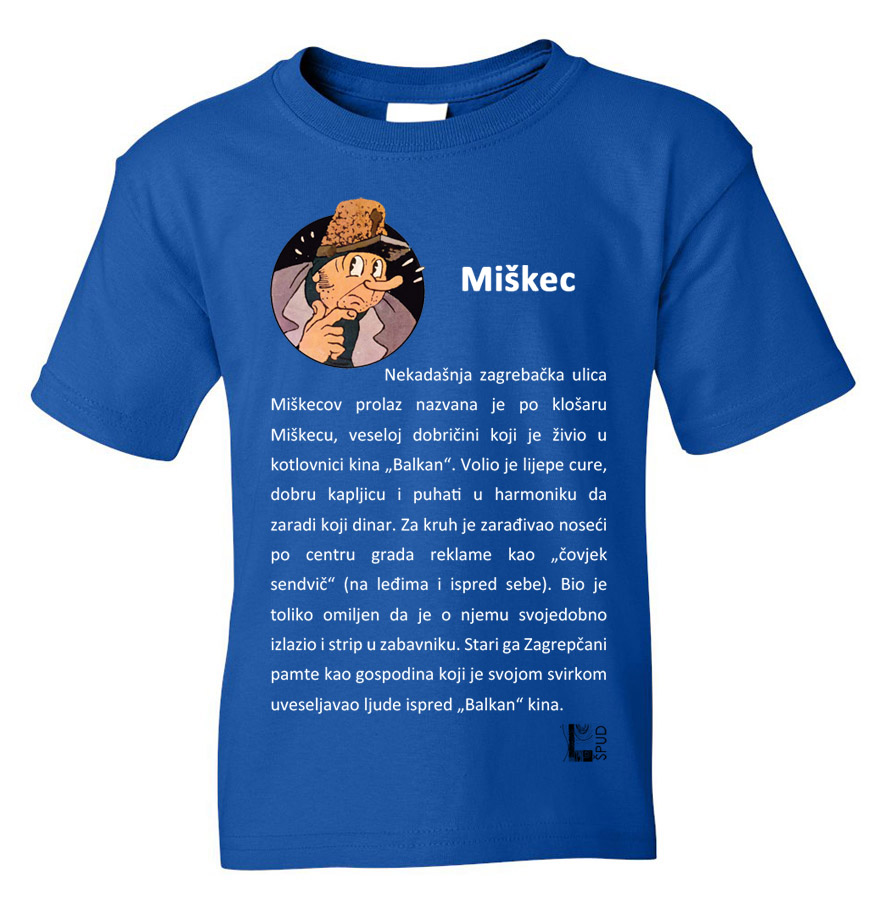 Miškec
Nekadašnja zagrebačka ulica
Miškecov prolaz nazvana je po klošaru
Miškecu, veseloj dobričini koji je živio u
kotlovnici kina „Balkan“. Volio je lijepe cure,
dobru kapljicu i puhati u harmoniku da
zaradi koji dinar. Za kruh je zarađivao noseći
po centru grada reklame kao „čovjek
sendvič“ (na leđima i ispred sebe). Bio je
toliko omiljen da je o njemu svojedobno
izlazio i strip u zabavniku. Stari ga Zagrepčani
pamte kao gospodina koji je svojom svirkom
uveseljavao ljude ispred „Balkan“ kina.
ŠPUD